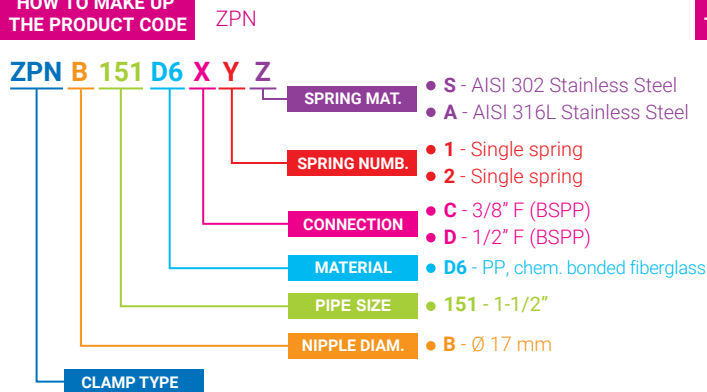 HOW TO MAKE UP
THE PRODUCT CODE
ZPN
ZPN B 151 D6 X Y Z
SPRING MAT.
• S - AISI 302 Stainless Steel
• A - AISI 316L Stainless Steel
SPRING NUMB.
• 1 - Single spring
• 2 - Single spring
CONNECTION
• C - 3/8” F (BSPP)
• D - 1/2” F (BSPP)
MATERIAL
• D6 - PP, chem. bonded fiberglass
PIPE SIZE
• 151 - 1-1/2”
NIPPLE DIAM.
• B - Ø 17 mm
CLAMP TYPE